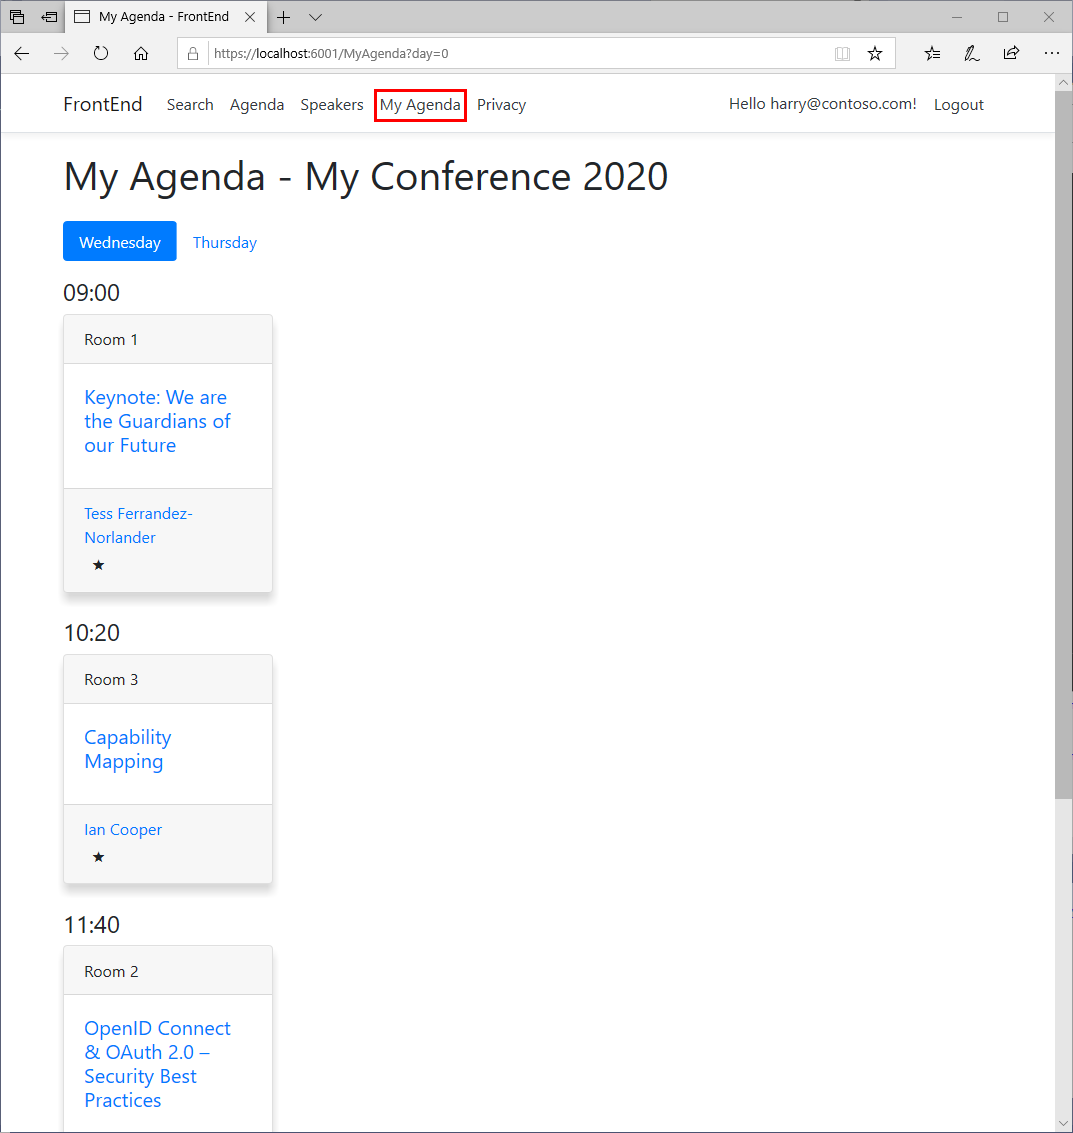 My Agenda - FrontEnd
https://localhost:6001/MyAgenda?day=0
FrontEnd Search Agenda Speakers My Agenda Privacy Hello harry@contoso.com! Logout
My Agenda - My Conference 2020
Wednesday Thursday
09:00
Room 1
Keynote: We are
the Guardians of
our Future
Tess Ferrandez-
Norlander
★
10:20
Room 3
Capability
Mapping
Ian Cooper
★
11:40
Room 2
OpenID Connect
& OAuth 2.0 –
Security Best
Practices